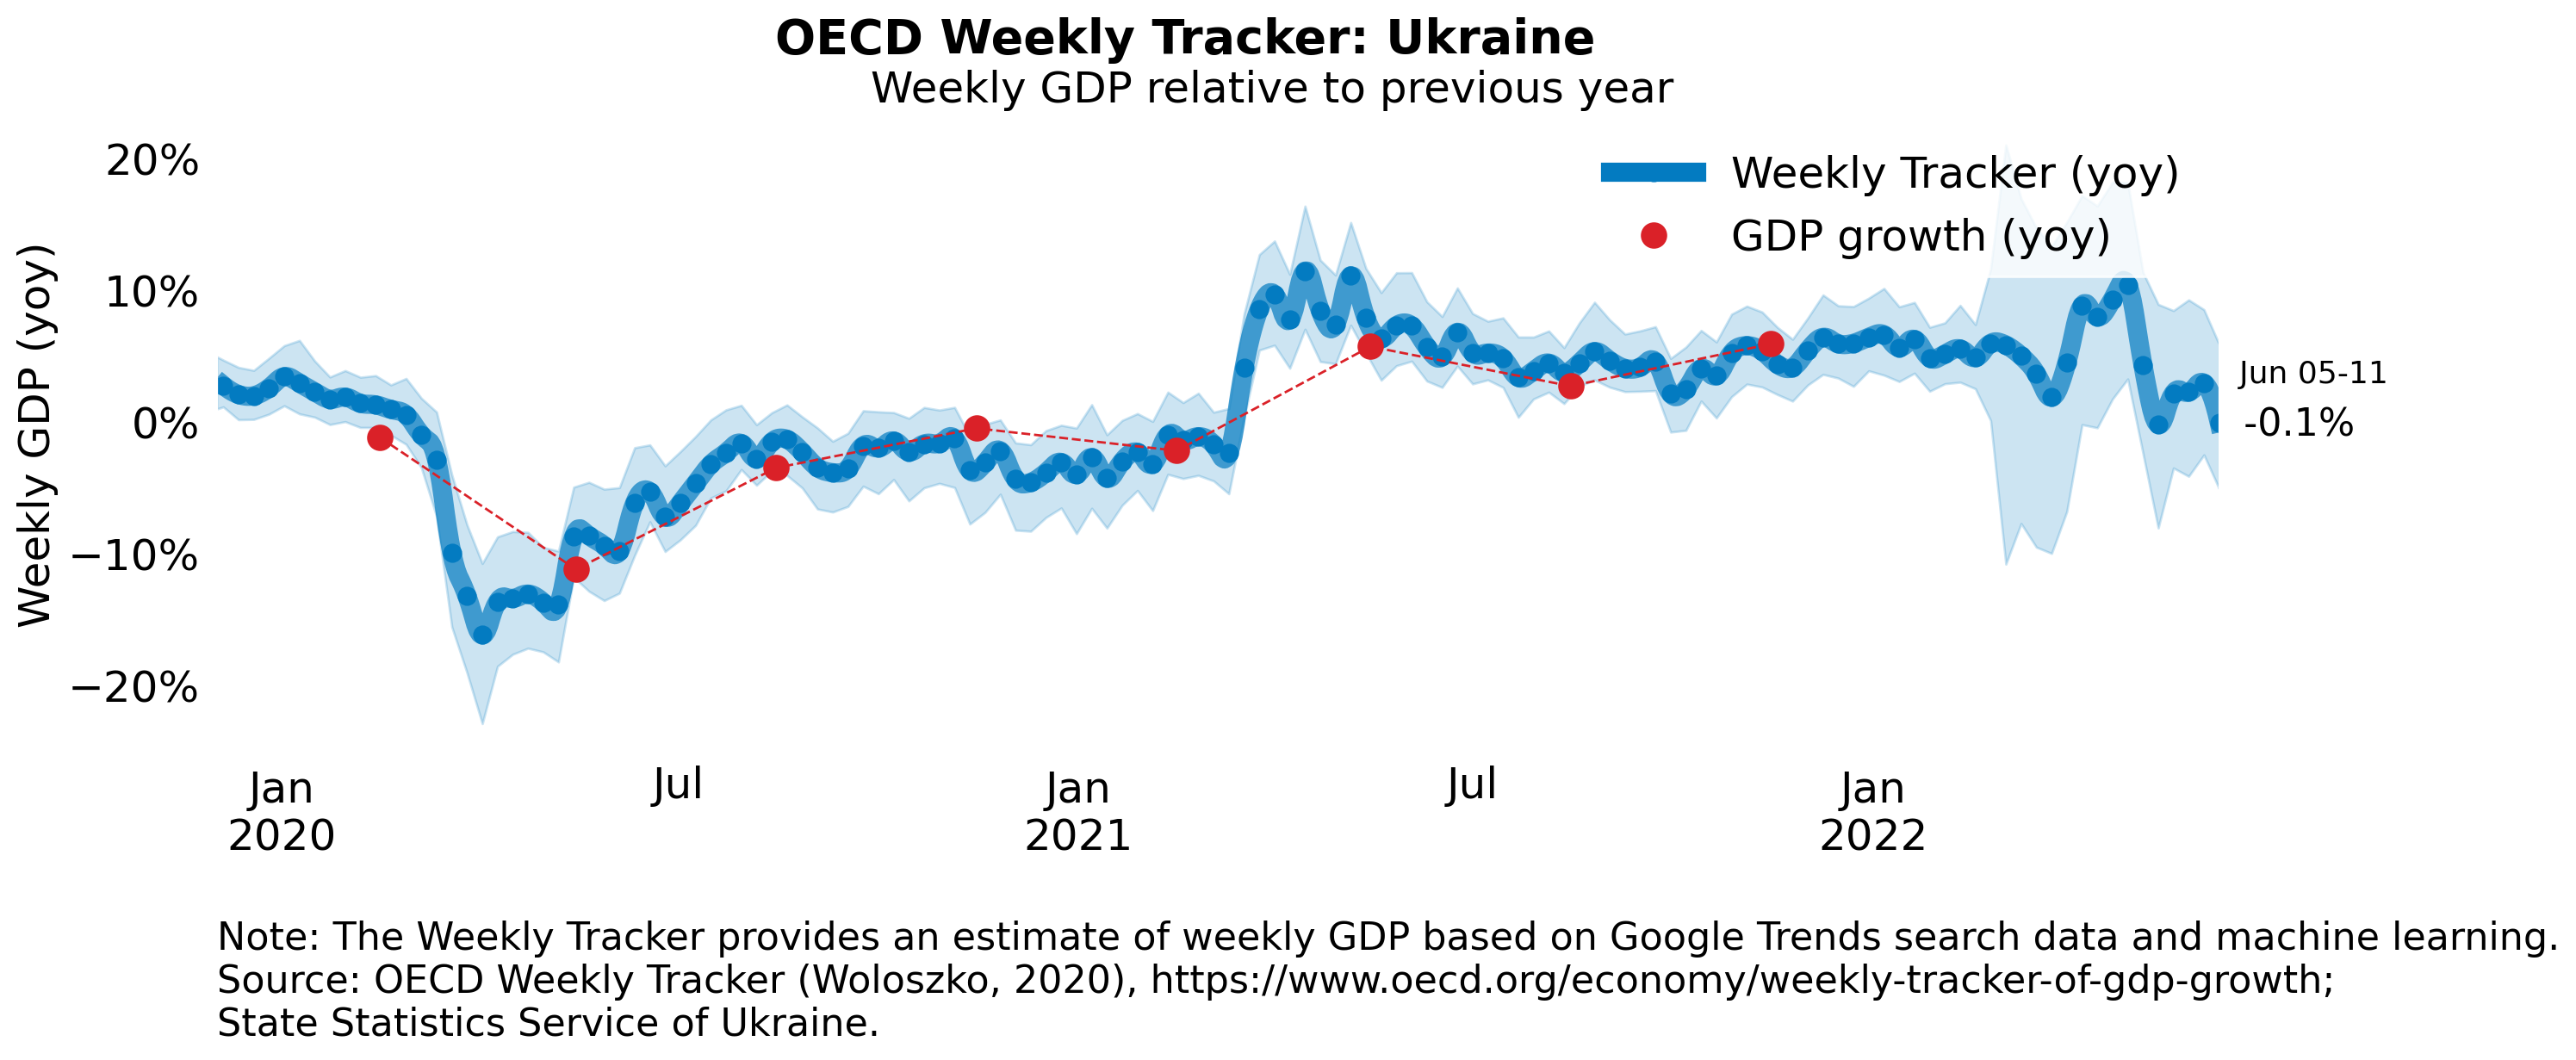 OECD Weekly Tracker: Ukraine
Weekly GDP relative to previous year
Weekly GDP (yoy)
20%
10%
0%
−10%
−20%
Weekly Tracker (yoy)
GDP growth (yoy)
Jun 05-11
-0.1%
Jan
2020
Jul
Jan
2021
Jul
Jan
2022
Note: The Weekly Tracker provides an estimate of weekly GDP based on Google Trends search data and machine learning.
Source: OECD Weekly Tracker (Woloszko, 2020), https://www.oecd.org/economy/weekly-tracker-of-gdp-growth;
State Statistics Service of Ukraine.